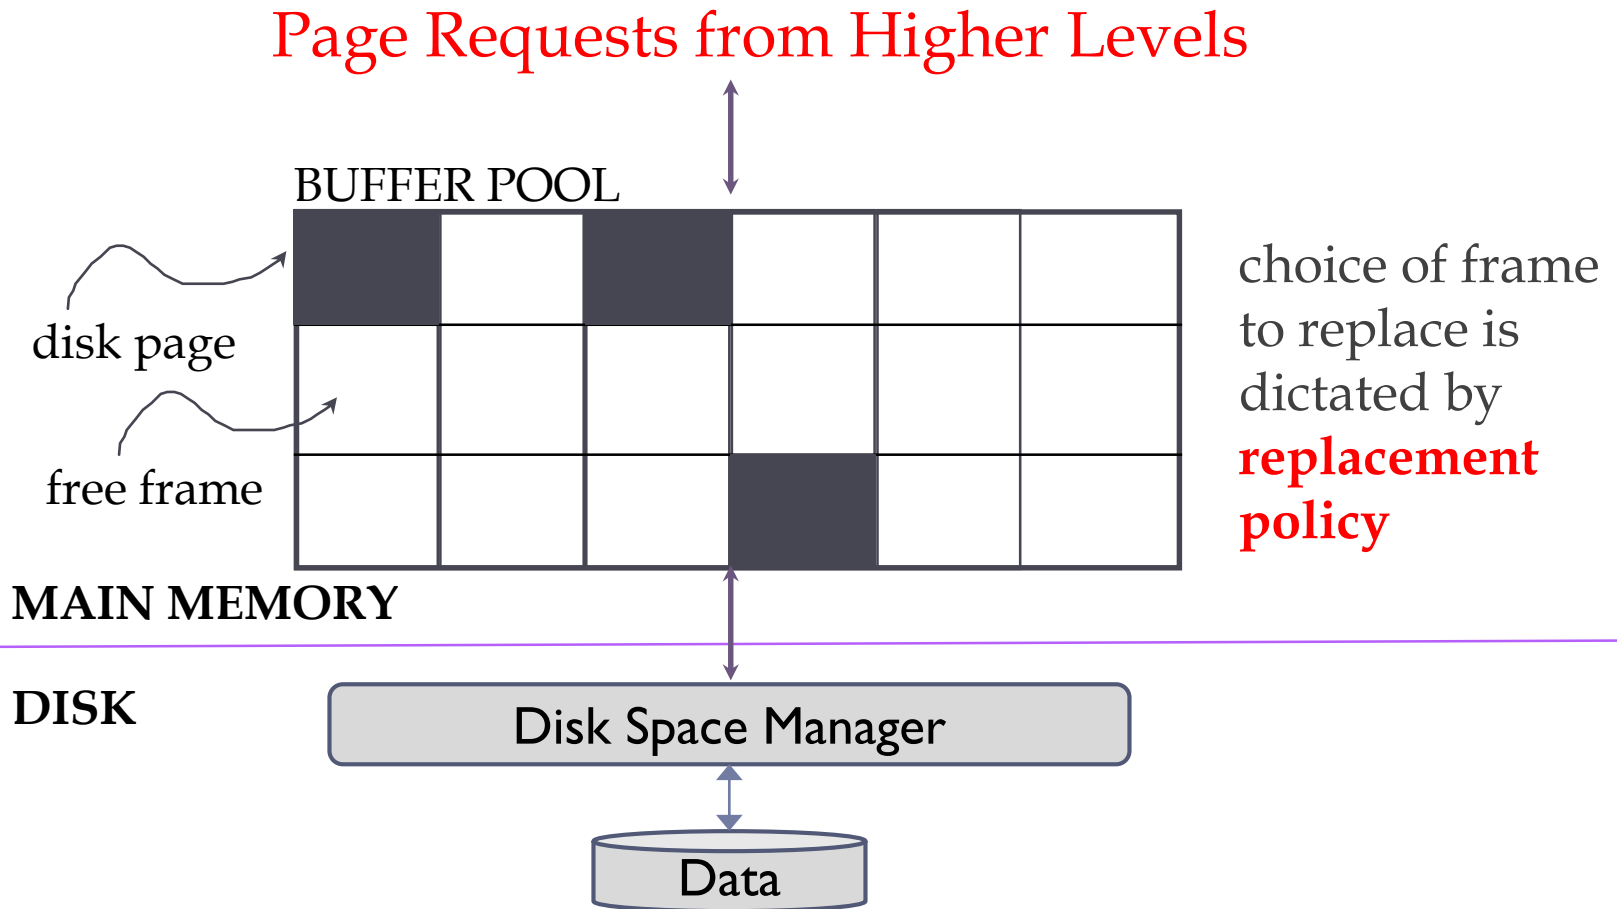 Page Requests from Higher Levels
BUFFER POOL
disk page
free frame
choice of frame
to replace is
dictated by
replacement
policy
MAIN MEMORY
DISK
Disk Space Manager
Data